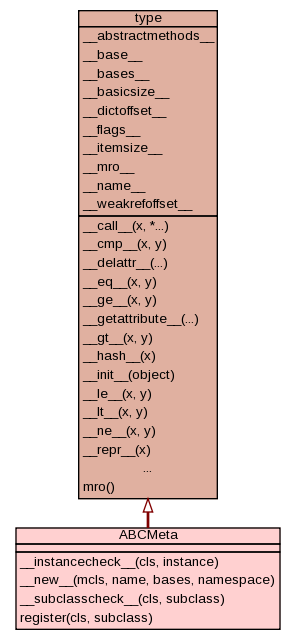 type
__abstractmethods__
__base__
__bases__
__basicsize__
__dictoffset__
__flags__
__itemsize__
__mro__
__name__
__weakrefoffset__
__call__(x, *...)
__cmp__(x, y)
__delattr__(...)
__eq__(x, y)
__ge__(x, y)
__getattribute__(...)
__gt__(x, y)
__hash__(x)
__init__(object)
__le__(x, y)
__lt__(x, y)
__ne__(x, y)
__repr__(x)
...
mro()
ABCMeta
__instancecheck__(cls, instance)
__new__(mcls, name, bases, namespace)
__subclasscheck__(cls, subclass)
register(cls, subclass)